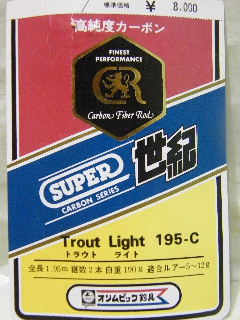 標準価格 ¥ 8,000
高純度カーボン
FINEST
PERFORMANCE
CR
Carbon Fiber Rod
SUPER 世紀
CARBON SERIES
Trout Light 195-C
トラウト ライト
全長1.95m 継数2本 自重190g 適合ルアー5~12g
オリムピック釣具